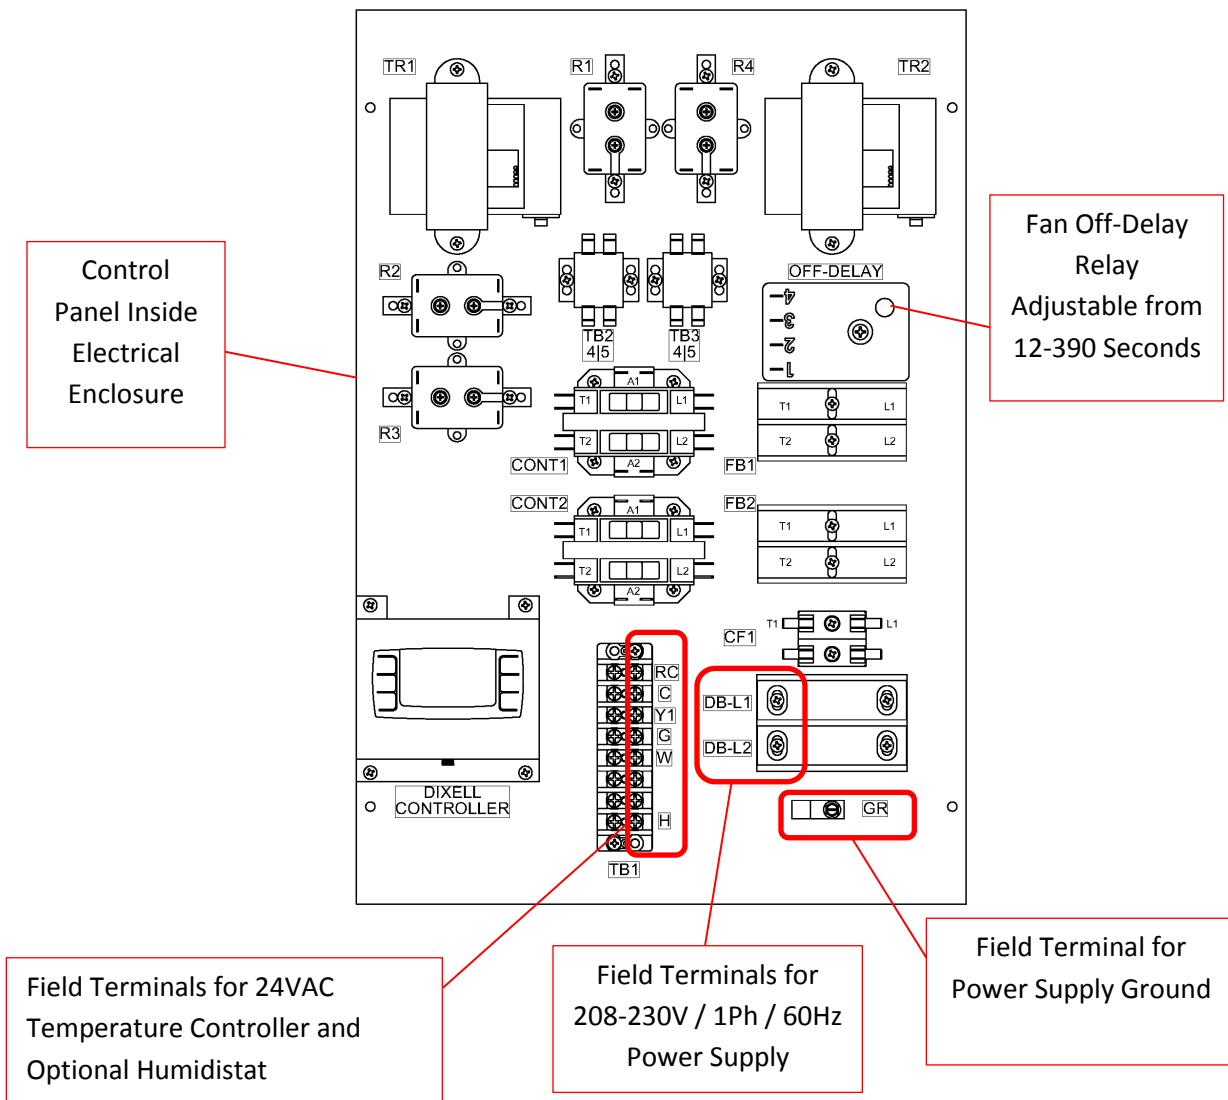 TR1
R1
R4
TR2
Fan Off-Delay
Relay
Adjustable from
12-390 Seconds
Control
Panel Inside
Electrical
Enclosure
R2
OFF-DELAY
4
3
2
1
TB2
4|5
TB3
4|5
R3
A1
T1
L1
T2
L2
A2
CONT1
T1
L1
T2
L2
FB1
CONT2
A1
T1
L1
T2
L2
A2
FB2
T1
L1
T2
L2
CF1
T1
L1
RC
C
Y1
G
W
H
TB1
DB-L1
DB-L2
GR
DIXELL
CONTROLLER
Field Terminals for 24VAC
Temperature Controller and
Optional Humidistat
Field Terminals for
208-230V / 1Ph / 60Hz
Power Supply
Field Terminal for
Power Supply Ground